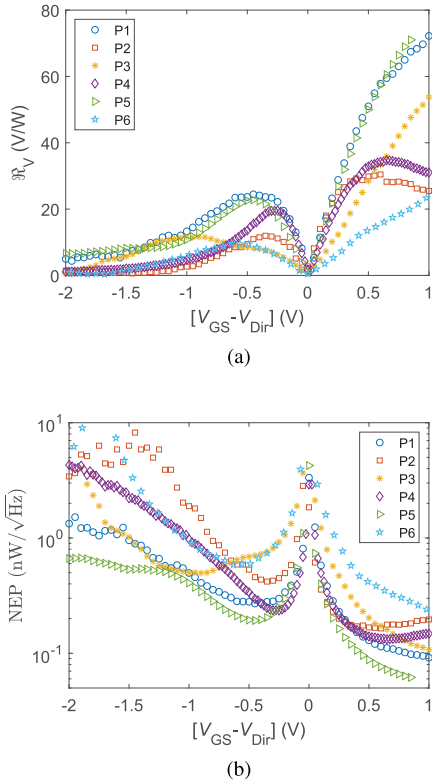 80
60
40
20
0
ℜV (V/W)
P1
P2
P3
P4
P5
P6
-2 -1.5 -1 -0.5 0 0.5 1
[VGS-VDir] (V)
(a)
10^1
10^0
10^-1
NEP (nW/√Hz)
P1
P2
P3
P4
P5
P6
-2 -1.5 -1 -0.5 0 0.5 1
[VGS-VDir] (V)
(b)